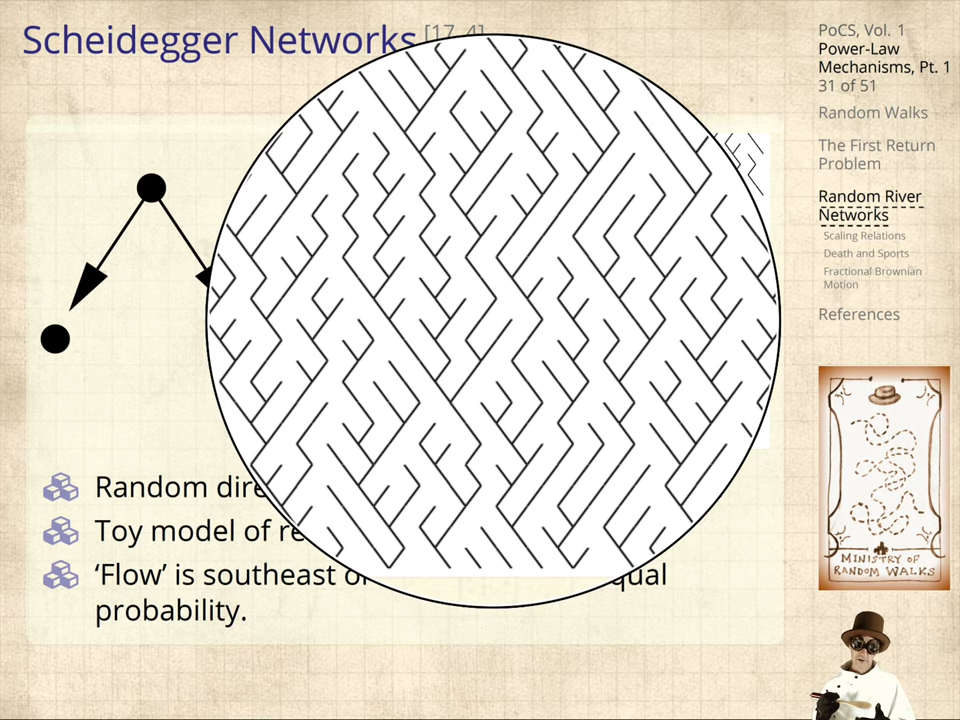 Scheidegger Networks [17, 4]
Random dire
Toy model of re
‘Flow’ is southeast or
qual
probability.
PoCS, Vol. 1
Power-Law
Mechanisms, Pt. 1
31 of 51
Random Walks
The First Return
Problem
Random River
Networks
Scaling Relations
Death and Sports
Fractional Brownian
Motion
References
MINISTRY OF
RANDOM WALKS